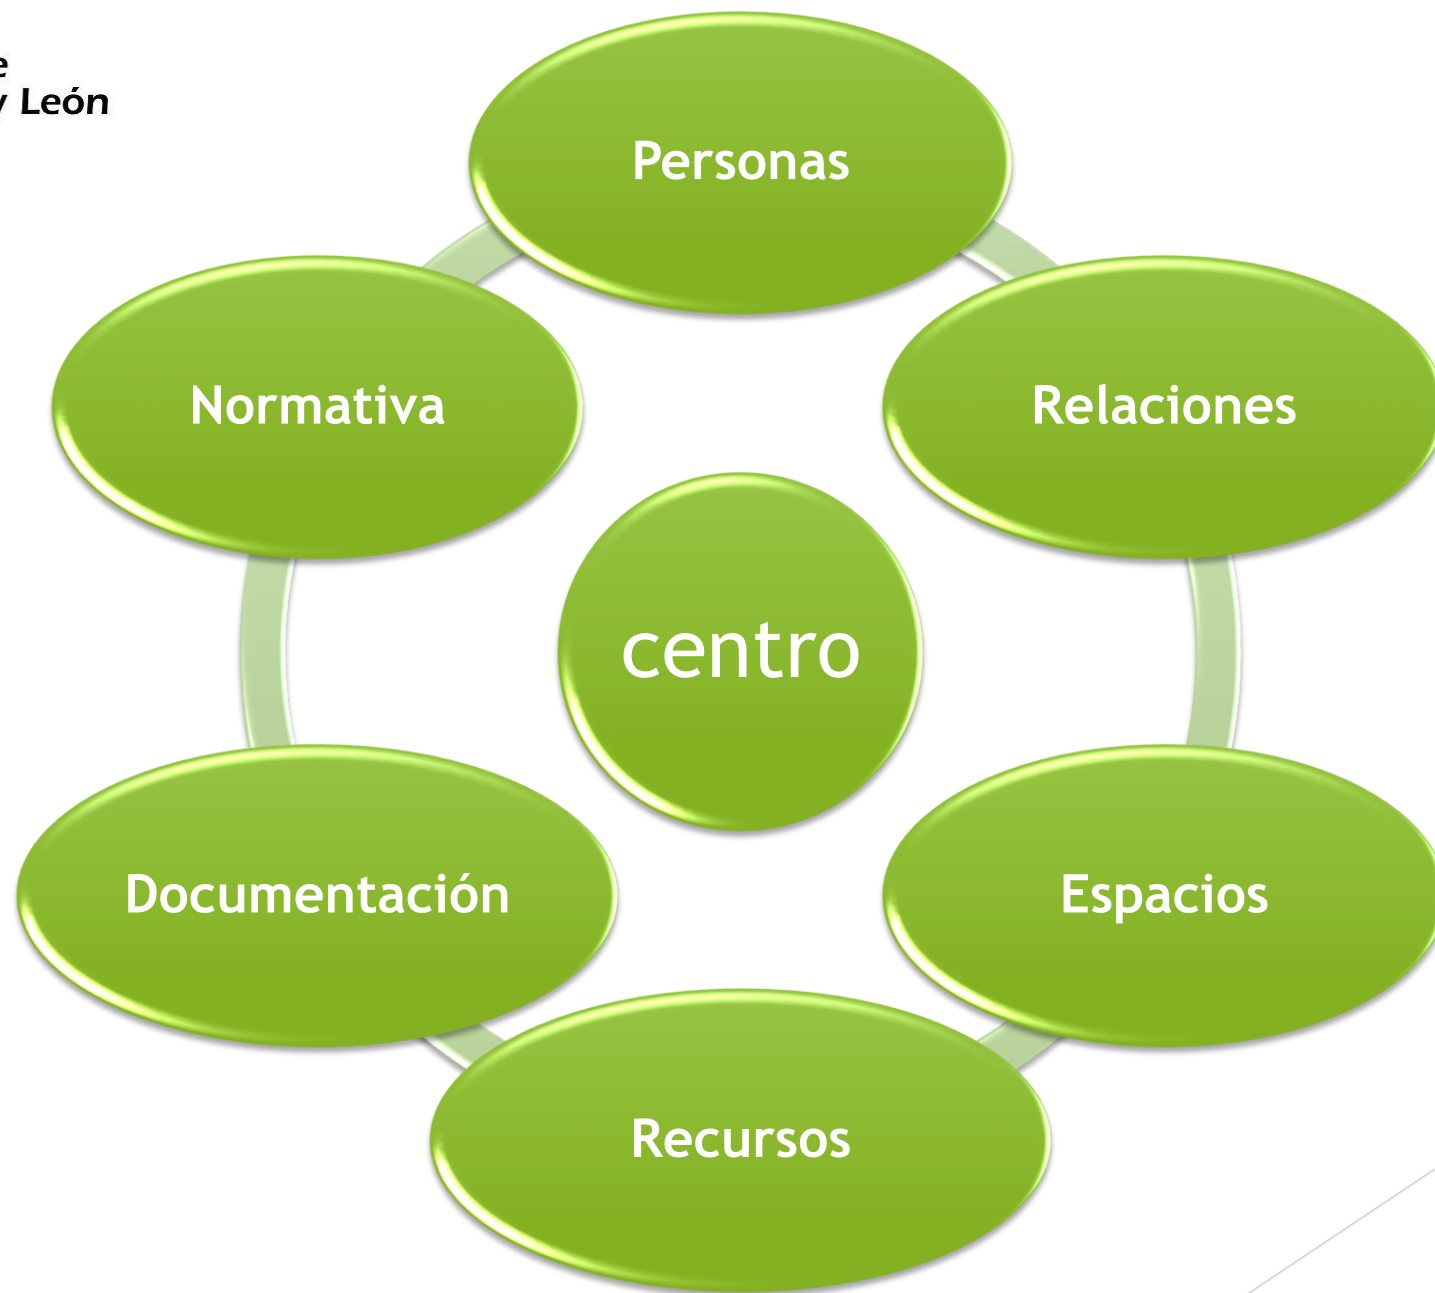 e
y León
Personas
Normativa
Relaciones
centro
Documentación
Espacios
Recursos